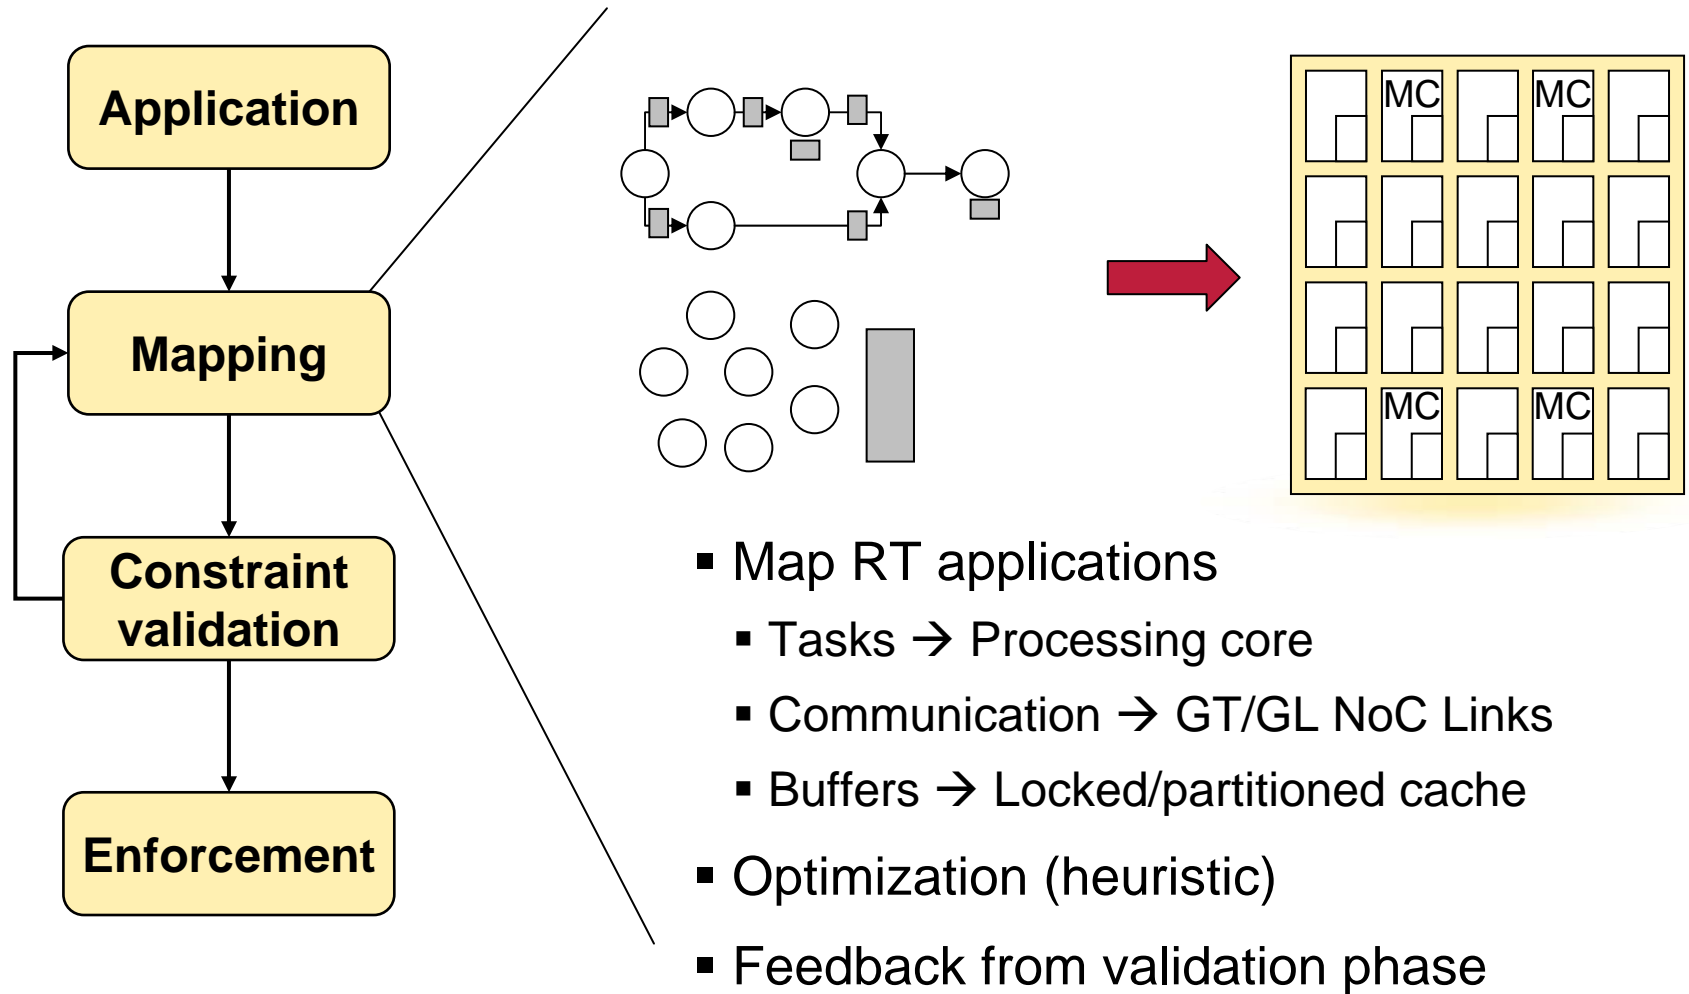 Application
Mapping
Constraint
validation
Enforcement
MC MC
MC MC
▪ Map RT applications
▪ Tasks → Processing core
▪ Communication → GT/GL NoC Links
▪ Buffers → Locked/partitioned cache
▪ Optimization (heuristic)
▪ Feedback from validation phase